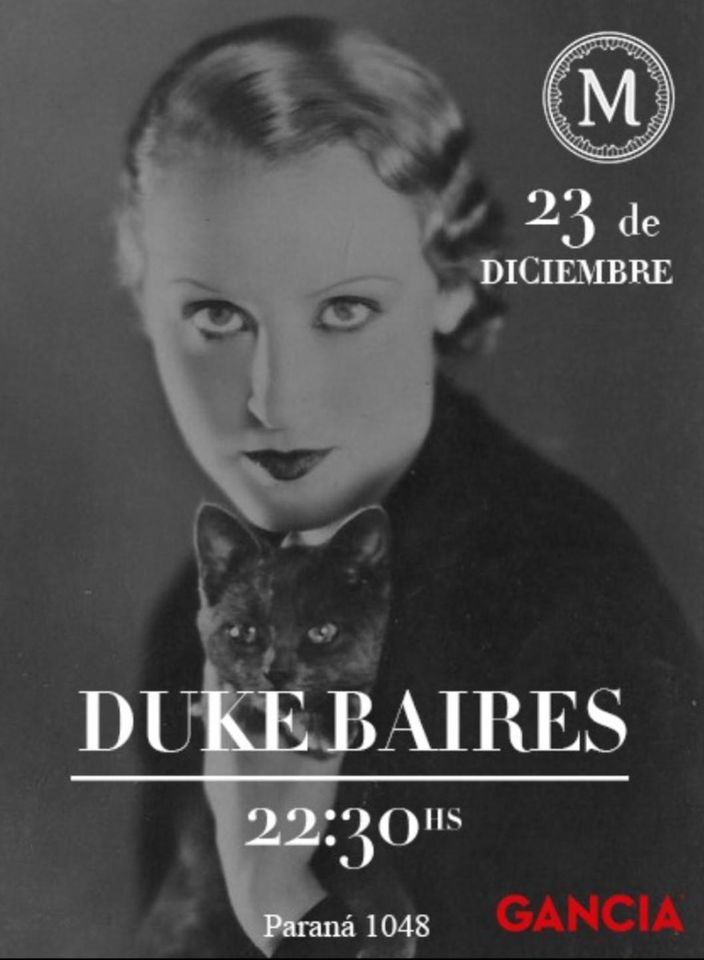 M
23 de
DICIEMBRE
DUKE BAIRES
22:30HS
Paraná 1048
GANCIA